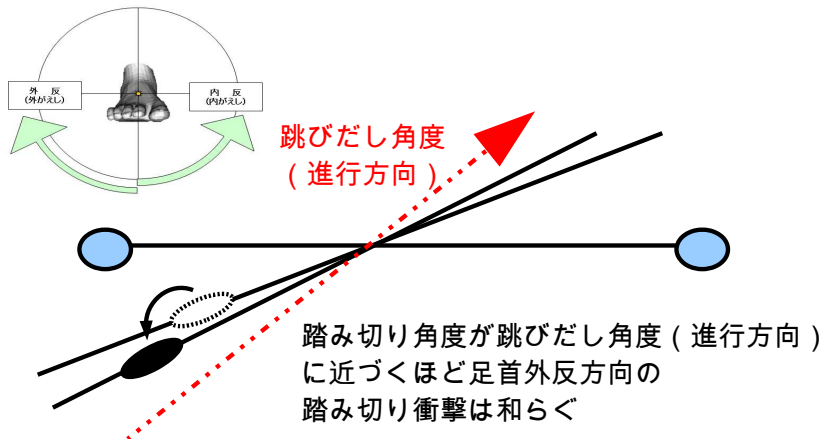 外 反
(外がえし)
内 反
(内がえし)
跳びだし角度
(進行方向)
踏み切り角度が跳びだし角度(進行方向)
に近づくほど足首外反方向の
踏み切り衝撃は和らぐ